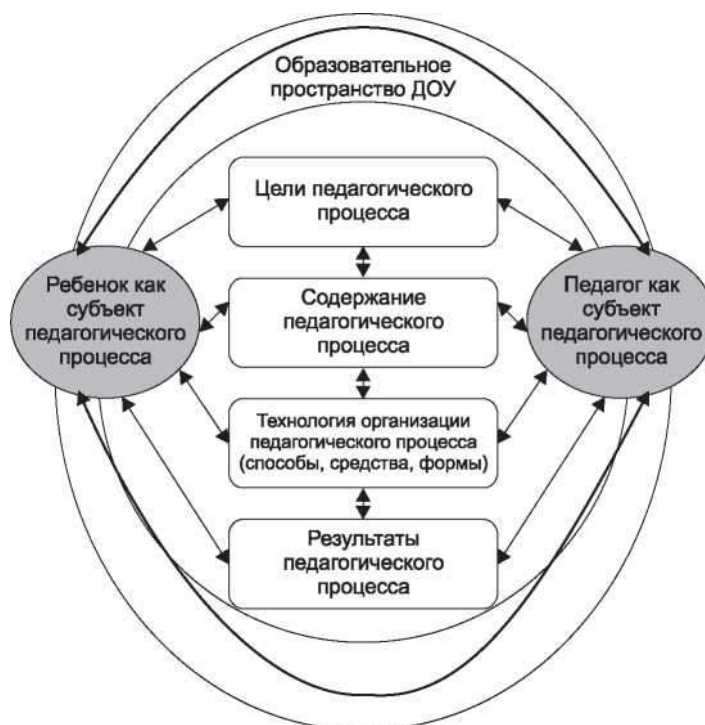 Образовательное
пространство ДОУ
Цели педагогического
процесса
Ребенок как
субъект
педагогического
процесса
Содержание
педагогического
процесса
Педагог как
субъект
педагогического
процесса
Технология организации
педагогического процесса
(способы, средства, формы)
Результаты
педагогического
процесса